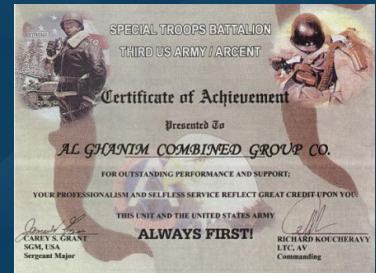 SPECIAL TROOPS BATTALION
THIRD US ARMY / ARCENT
Certificate of Achievement
Presented To
AL GHANIM COMBINED GROUP CO.
FOR OUTSTANDING PERFORMANCE AND SUPPORT;
YOUR PROFESSIONALISM AND SELFLESS SERVICE REFLECT GREAT CREDIT UPON YOU,
THIS UNIT AND THE UNITED STATES ARMY
ALWAYS FIRST!
CAREY S. GRANT
SGM, USA
Sergeant Major
RICHARD KOUCHERAVY
LTC, AV
Commanding